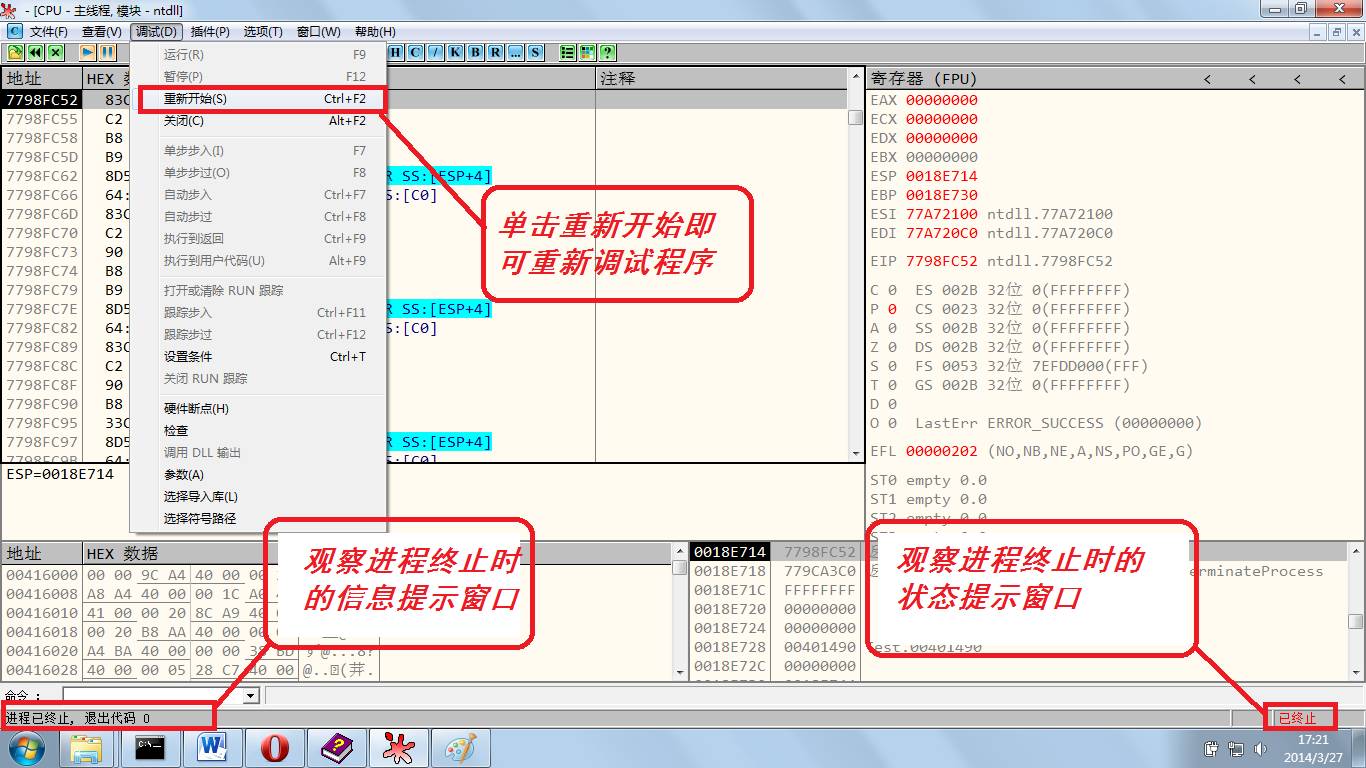 - [CPU - 主线程, 模块 - ntdll]
C 文件(F) 查看(V) 调试(D) 插件(P) 选项(T) 窗口(W) 帮助(H)
H C / K B R ... S ?
运行(R) F9
暂停(P) F12
重新开始(S) Ctrl+F2
关闭(C) Alt+F2
单步步入(I) F7
单步步过(O) F8
自动步入 Ctrl+F7
自动步过 Ctrl+F8
执行到返回 Ctrl+F9
执行到用户代码(U) Alt+F9
打开或清除 RUN 跟踪
跟踪步入 Ctrl+F11
跟踪步过 Ctrl+F12
设置条件 Ctrl+T
关闭 RUN 跟踪
硬件断点(H)
检查
调用 DLL 输出
参数(A)
选择导入库(L)
选择符号路径
地址 HEX 注释
7798FC52 83C
7798FC55 C2
7798FC58 B8
7798FC5D B9
7798FC62 8D5 SS:[ESP+4]
7798FC66 64: S:[C0]
7798FC6D 83C
7798FC70 C2
7798FC73 90
7798FC74 B8
7798FC79 B9
7798FC7E 8D5 SS:[ESP+4]
7798FC82 64: S:[C0]
7798FC89 83C
7798FC8C C2
7798FC8F 90
7798FC90 B8
7798FC95 33C
7798FC97 8D5 SS:[ESP+4]
7798FC9B 64: S:[C0]
单击重新开始即
可重新调试程序
寄存器 (FPU) < < < <
EAX 00000000
ECX 00000000
EDX 00000000
EBX 00000000
ESP 0018E714
EBP 0018E730
ESI 77A72100 ntdll.77A72100
EDI 77A720C0 ntdll.77A720C0
EIP 7798FC52 ntdll.7798FC52
C 0 ES 002B 32位 0(FFFFFFFF)
P 0 CS 0023 32位 0(FFFFFFFF)
A 0 SS 002B 32位 0(FFFFFFFF)
Z 0 DS 002B 32位 0(FFFFFFFF)
S 0 FS 0053 32位 7EFDD000(FFF)
T 0 GS 002B 32位 0(FFFFFFFF)
D 0
O 0 LastErr ERROR_SUCCESS (00000000)
EFL 00000202 (NO,NB,NE,A,NS,PO,GE,G)
ST0 empty 0.0
ST1 empty 0.0
ST2 empty 0.0
ESP=0018E714
地址 HEX 数据
00416000 00 00 9C A4 40 00 00
00416008 A8 A4 40 00 00 1C A0
00416010 41 00 00 20 8C A9 40
00416018 00 20 B8 AA 40 00 00
00416020 A4 BA 40 00 00 00 38 BD
00416028 40 00 00 05 28 C7 40 00 @..
观察进程终止时
的信息提示窗口
0018E714 7798FC52
0018E718 779CA3C0 erminateProcess
0018E71C FFFFFFFF
0018E720 00000000
0018E724 00000000
0018E728 00401490 Test.00401490
0018E72C 00000000
观察进程终止时的
状态提示窗口
命令 :
进程已终止, 退出代码 0 已终止
C:\
W
17:21
2014/3/27